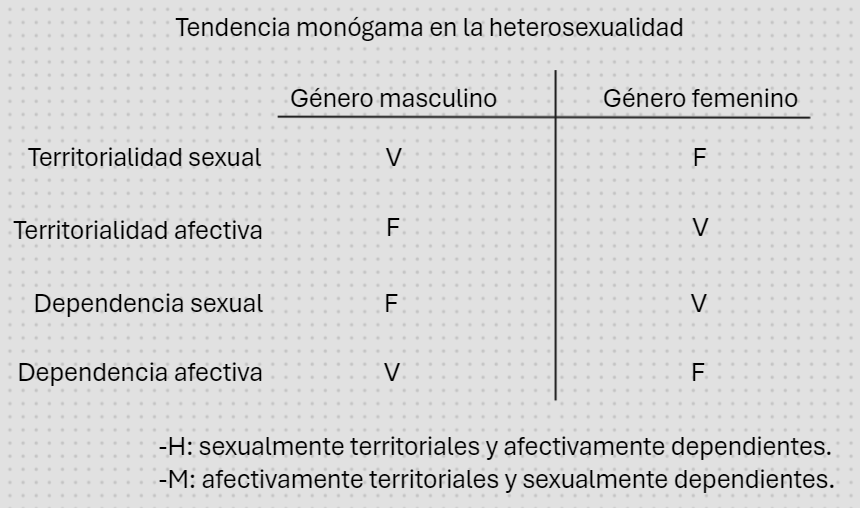 Tendencia monógama en la heterosexualidad
Género masculino Género femenino
Territorialidad sexual V F
Territorialidad afectiva F V
Dependencia sexual F V
Dependencia afectiva V F
-H: sexualmente territoriales y afectivamente dependientes.
-M: afectivamente territoriales y sexualmente dependientes.